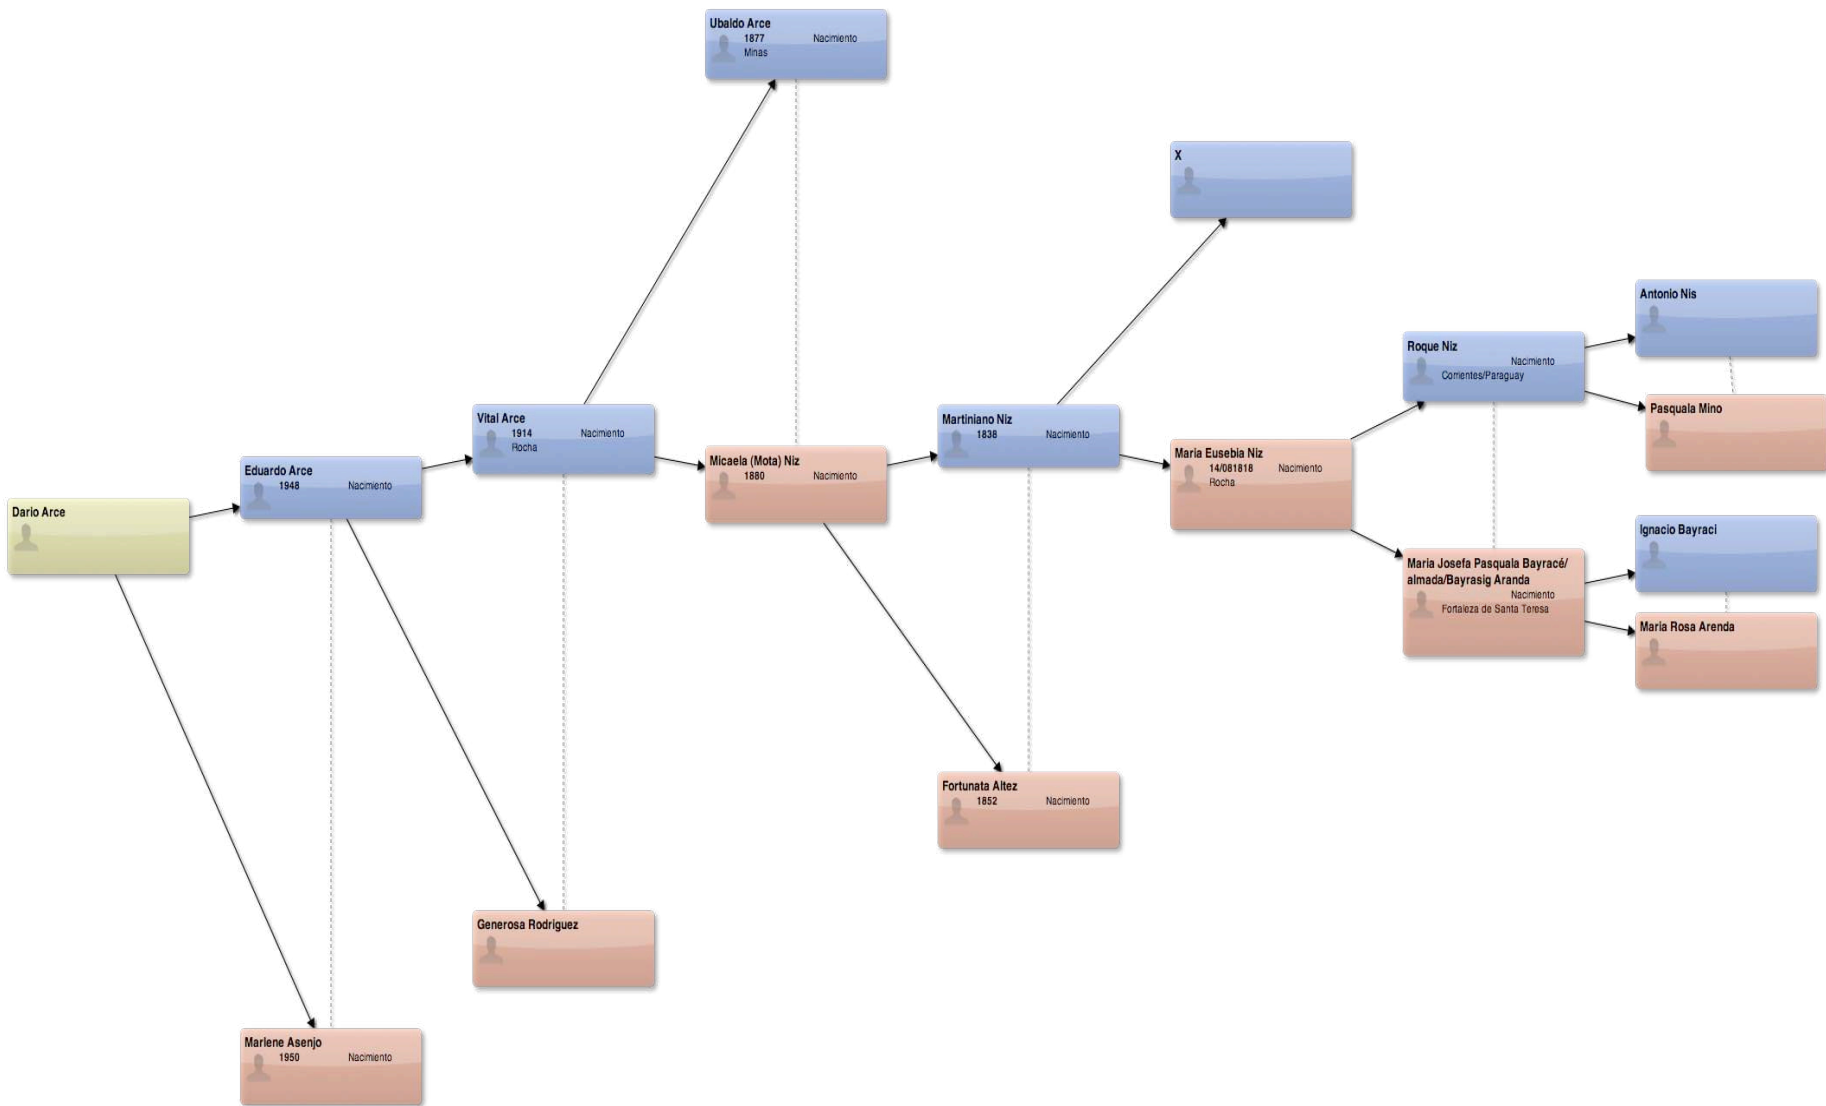 Ubaldo Arce
1877 Nacimiento
Minas
X
Antonio Nis
Roque Niz
Nacimiento
Corrientes/Paraguay
Pasquala Mino
Vital Arce
1914 Nacimiento
Rocha
Martiniano Niz
1838 Nacimiento
Maria Eusebia Niz
14/081818 Nacimiento
Rocha
Micaela (Mota) Niz
1880 Nacimiento
Eduardo Arce
1948 Nacimiento
Dario Arce
Ignacio Bayraci
Maria Josefa Pasquala Bayracé/
almada/Bayrasig Aranda
Nacimiento
Fortaleza de Santa Teresa
Maria Rosa Arenda
Fortunata Altez
1852 Nacimiento
Generosa Rodriguez
Marlene Asenjo
1950 Nacimiento